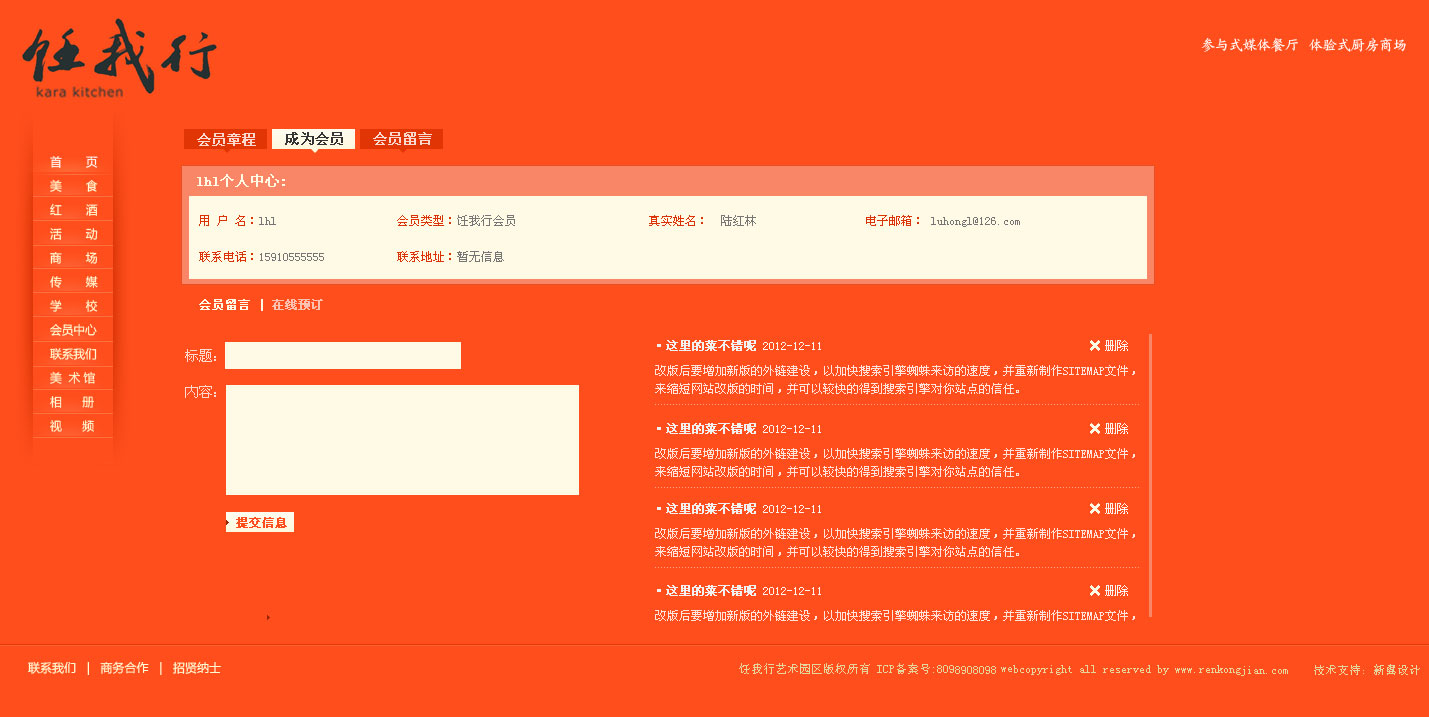 饪我行
kara kitchen
参与式媒体餐厅 体验式厨房商场
首 页
美 食
红 酒
活 动
商 场
传 媒
学 校
会员中心
联系我们
美 术 馆
相 册
视 频
会员章程 成为会员 会员留言
lhl个人中心:
用 户 名：lhl 会员类型：饪我行会员 真实姓名： 陆红林 电子邮箱： luhongl@126.com
联系电话：15910555555 联系地址：暂无信息
会员留言 | 在线预订
标题：
内容：
提交信息
这里的菜不错呢 2012-12-11 删除
改版后要增加新版的外链建设，以加快搜索引擎蜘蛛来访的速度，并重新制作SITEMAP文件，
来缩短网站改版的时间，并可以较快的得到搜索引擎对你站点的信任。
这里的菜不错呢 2012-12-11 删除
改版后要增加新版的外链建设，以加快搜索引擎蜘蛛来访的速度，并重新制作SITEMAP文件，
来缩短网站改版的时间，并可以较快的得到搜索引擎对你站点的信任。
这里的菜不错呢 2012-12-11 删除
改版后要增加新版的外链建设，以加快搜索引擎蜘蛛来访的速度，并重新制作SITEMAP文件，
来缩短网站改版的时间，并可以较快的得到搜索引擎对你站点的信任。
这里的菜不错呢 2012-12-11 删除
改版后要增加新版的外链建设，以加快搜索引擎蜘蛛来访的速度，并重新制作SITEMAP文件，
联系我们 | 商务合作 | 招贤纳士
饪我行艺术园区版权所有 ICP备案号:8098908098 webcopyright all reserved by www.renkongjian.com 技术支持：新磊设计